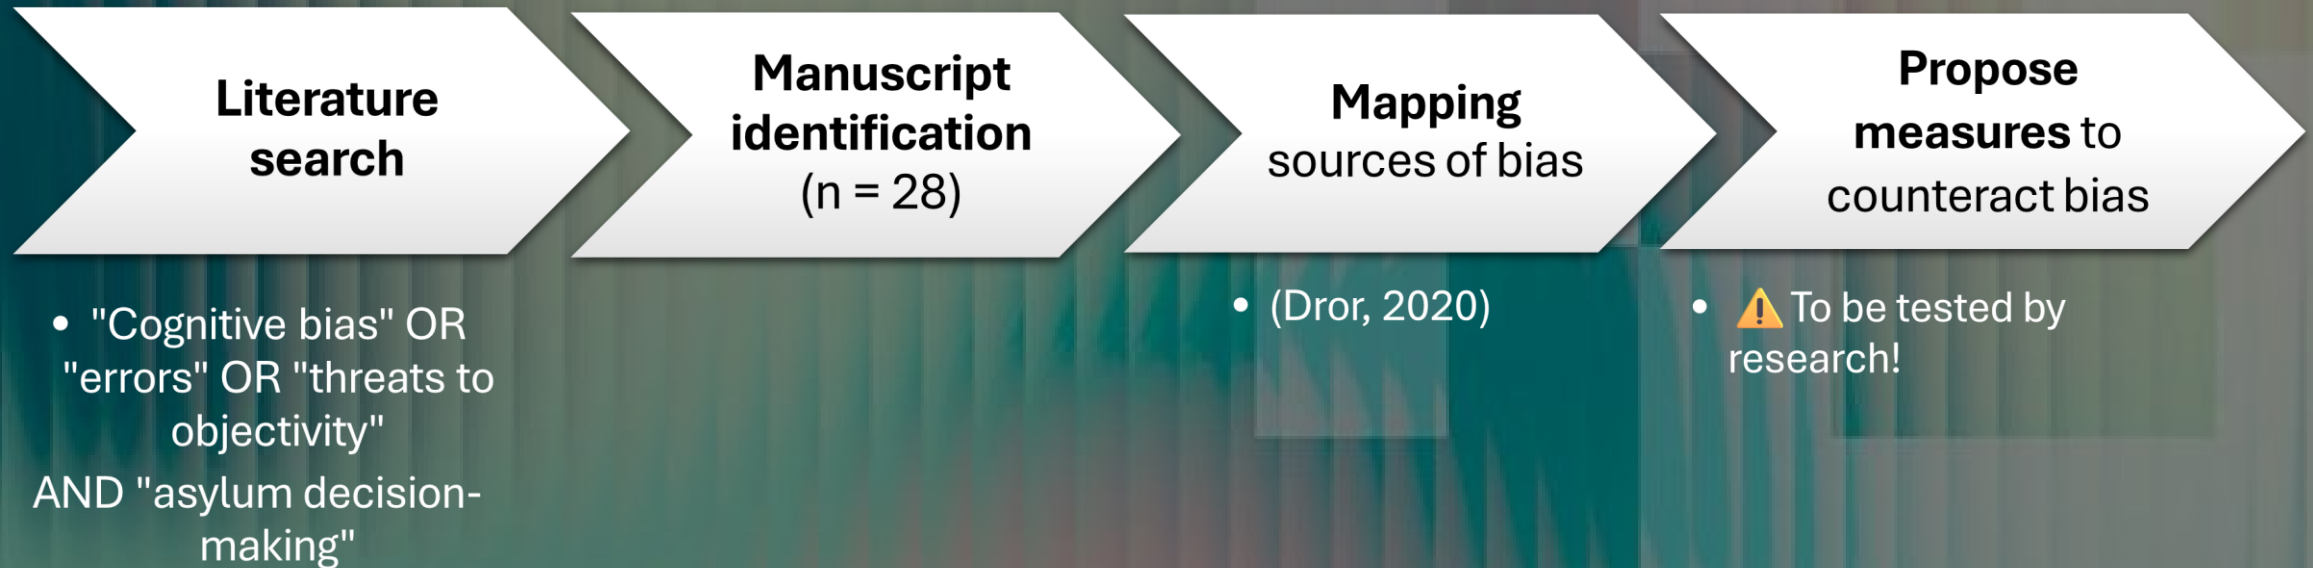 Literature
search
Manuscript
identification
(n = 28)
Mapping
sources of bias
Propose
measures to
counteract bias
• "Cognitive bias" OR
"errors" OR "threats to
objectivity"
AND "asylum decision-
making"
• (Dror, 2020)
• ⚠️ To be tested by
research!